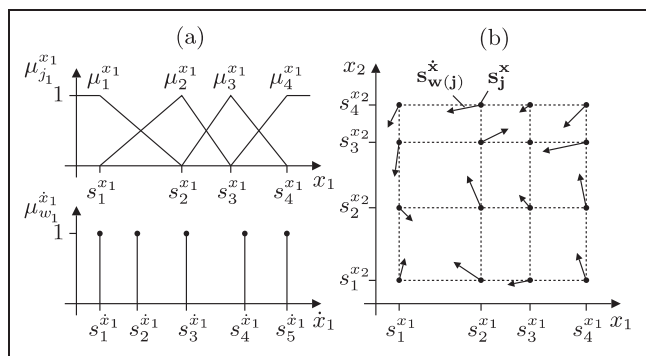 (a)
(b)
μ_{j_1}^{x_1}
1
μ_1^{x_1} μ_2^{x_1} μ_3^{x_1} μ_4^{x_1}
s_1^{x_1} s_2^{x_1} s_3^{x_1} s_4^{x_1} x_1
μ_{w_1}^{ẋ_1}
1
s_1^{ẋ_1} s_2^{ẋ_1} s_3^{ẋ_1} s_4^{ẋ_1} s_5^{ẋ_1} ẋ_1
x_2
s_{w(j)}^{ẋ} s_j^x
s_4^{x_2}
s_3^{x_2}
s_2^{x_2}
s_1^{x_2}
s_1^{x_1} s_2^{x_1} s_3^{x_1} s_4^{x_1} x_1